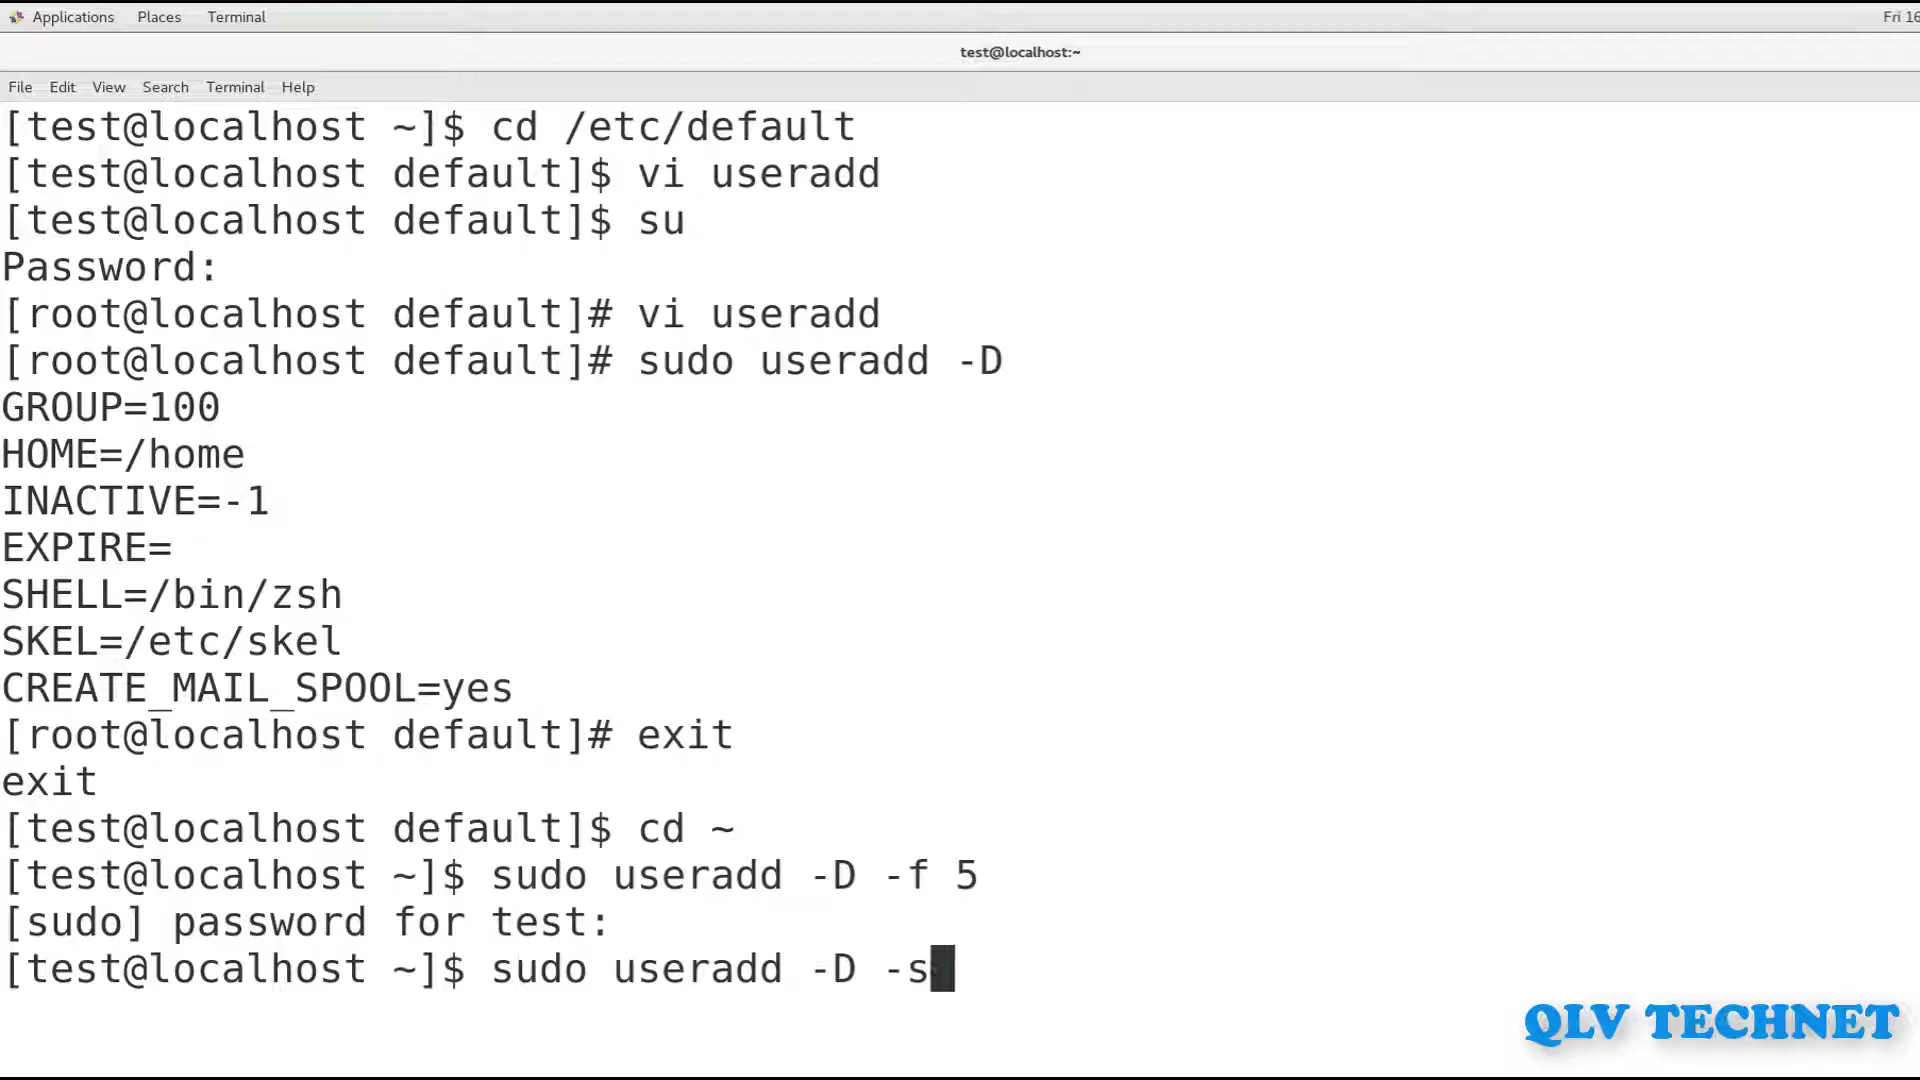 Applications Places Terminal
Fri 16
test@localhost:~
File Edit View Search Terminal Help
[test@localhost ~]$ cd /etc/default
[test@localhost default]$ vi useradd
[test@localhost default]$ su
Password:
[root@localhost default]# vi useradd
[root@localhost default]# sudo useradd -D
GROUP=100
HOME=/home
INACTIVE=-1
EXPIRE=
SHELL=/bin/zsh
SKEL=/etc/skel
CREATE_MAIL_SPOOL=yes
[root@localhost default]# exit
exit
[test@localhost default]$ cd ~
[test@localhost ~]$ sudo useradd -D -f 5
[sudo] password for test:
[test@localhost ~]$ sudo useradd -D -s
QLV TECHNET